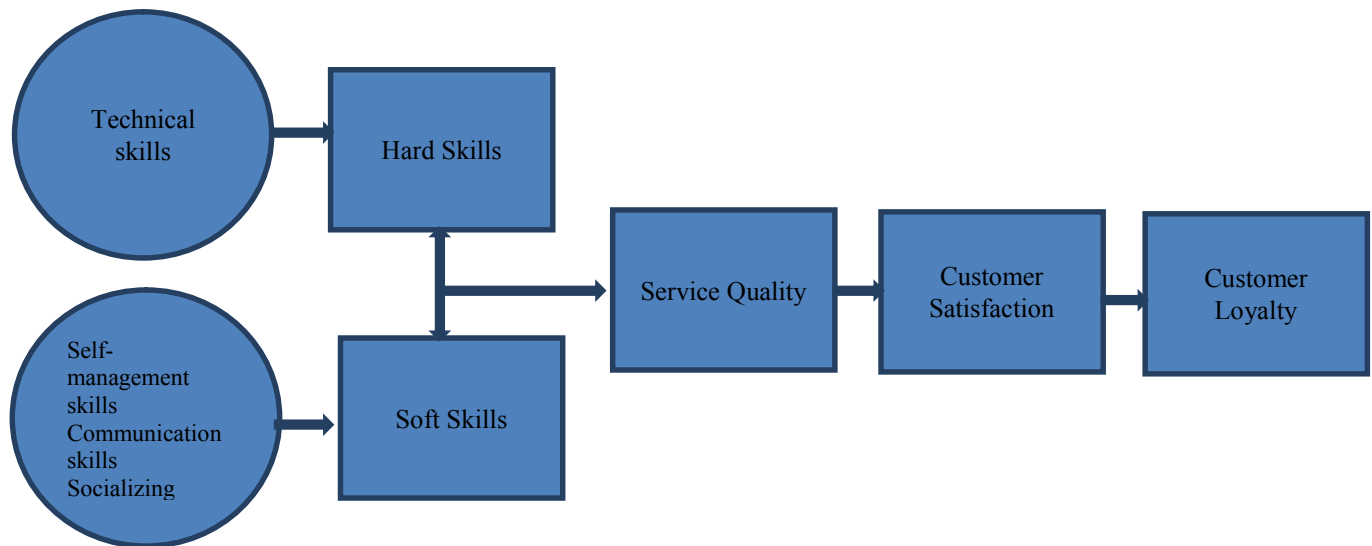 Technical
skills
Hard Skills
Self-
management
skills
Communication
skills
Socializing
Soft Skills
Service Quality
Customer
Satisfaction
Customer
Loyalty